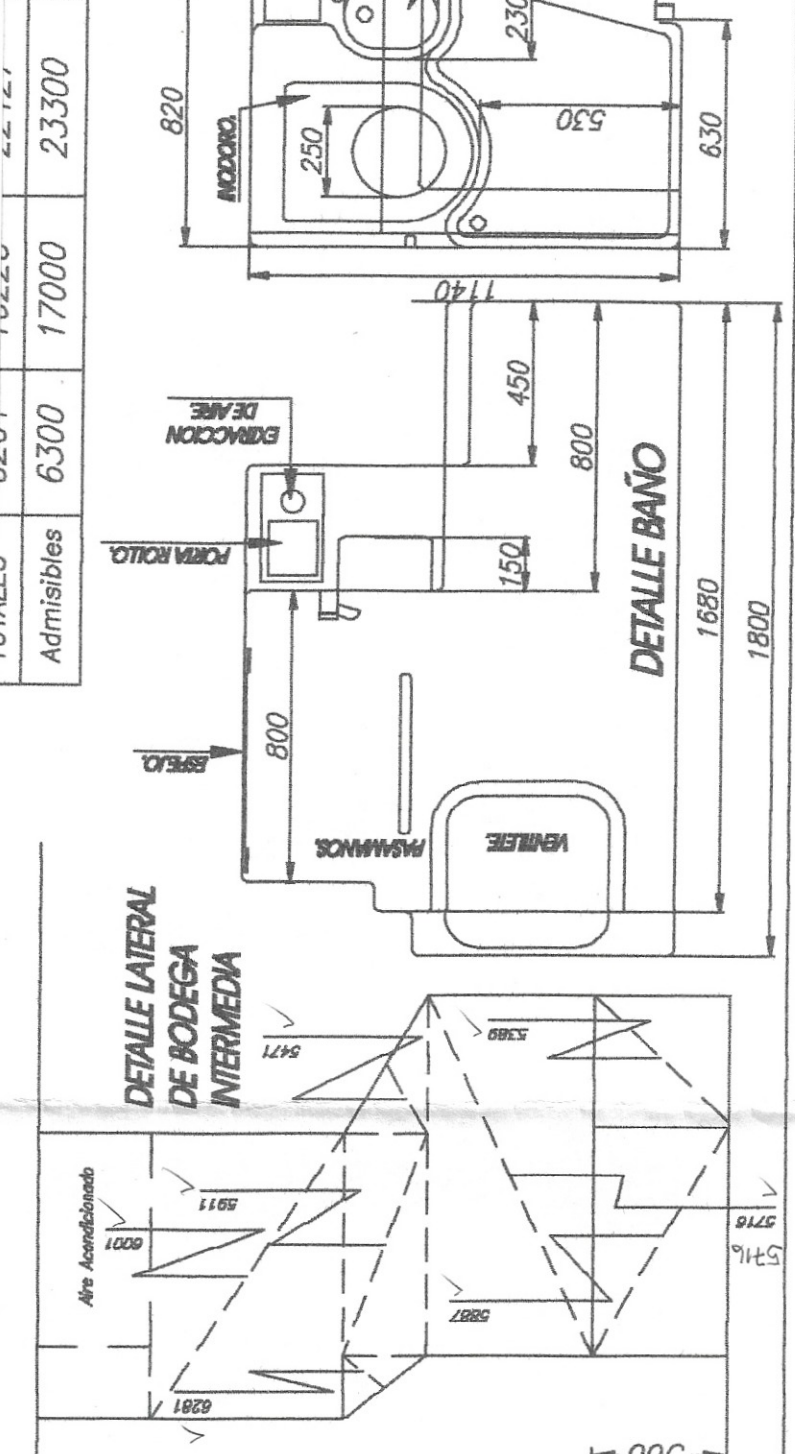 Admisibles
6300
17000
23300
820
INODORO.
250
230
530
630
1140
EXTRACCION
DE AIRE.
PORTA ROLLO.
450
800
150
ESPEJO.
800
PASAMANOS.
VENTILETE.
DETALLE BAÑO
1680
1800
DETALLE LATERAL
DE BODEGA
INTERMEDIA
Aire Acondicionado
6001
5911
5471
5389
6281
5887
5716
5716